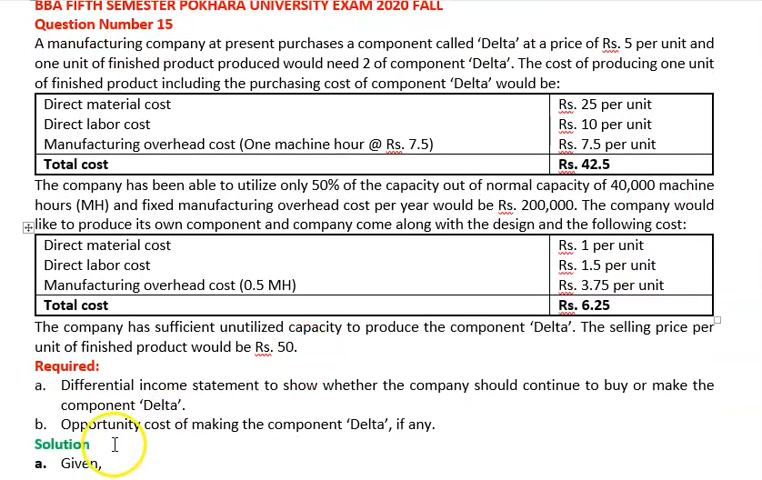 BBA FIFTH SEMESTER POKHARA UNIVERSITY EXAM 2020 FALL
Question Number 15
A manufacturing company at present purchases a component called ‘Delta’ at a price of Rs. 5 per unit and
one unit of finished product produced would need 2 of component ‘Delta’. The cost of producing one unit
of finished product including the purchasing cost of component ‘Delta’ would be:
Direct material cost Rs. 25 per unit
Direct labor cost Rs. 10 per unit
Manufacturing overhead cost (One machine hour @ Rs. 7.5) Rs. 7.5 per unit
Total cost Rs. 42.5
The company has been able to utilize only 50% of the capacity out of normal capacity of 40,000 machine
hours (MH) and fixed manufacturing overhead cost per year would be Rs. 200,000. The company would
like to produce its own component and company come along with the design and the following cost:
Direct material cost Rs. 1 per unit
Direct labor cost Rs. 1.5 per unit
Manufacturing overhead cost (0.5 MH) Rs. 3.75 per unit
Total cost Rs. 6.25
The company has sufficient unutilized capacity to produce the component ‘Delta’. The selling price per
unit of finished product would be Rs. 50.
Required:
a. Differential income statement to show whether the company should continue to buy or make the
component ‘Delta’.
b. Opportunity cost of making the component ‘Delta’, if any.
Solution
a. Given,